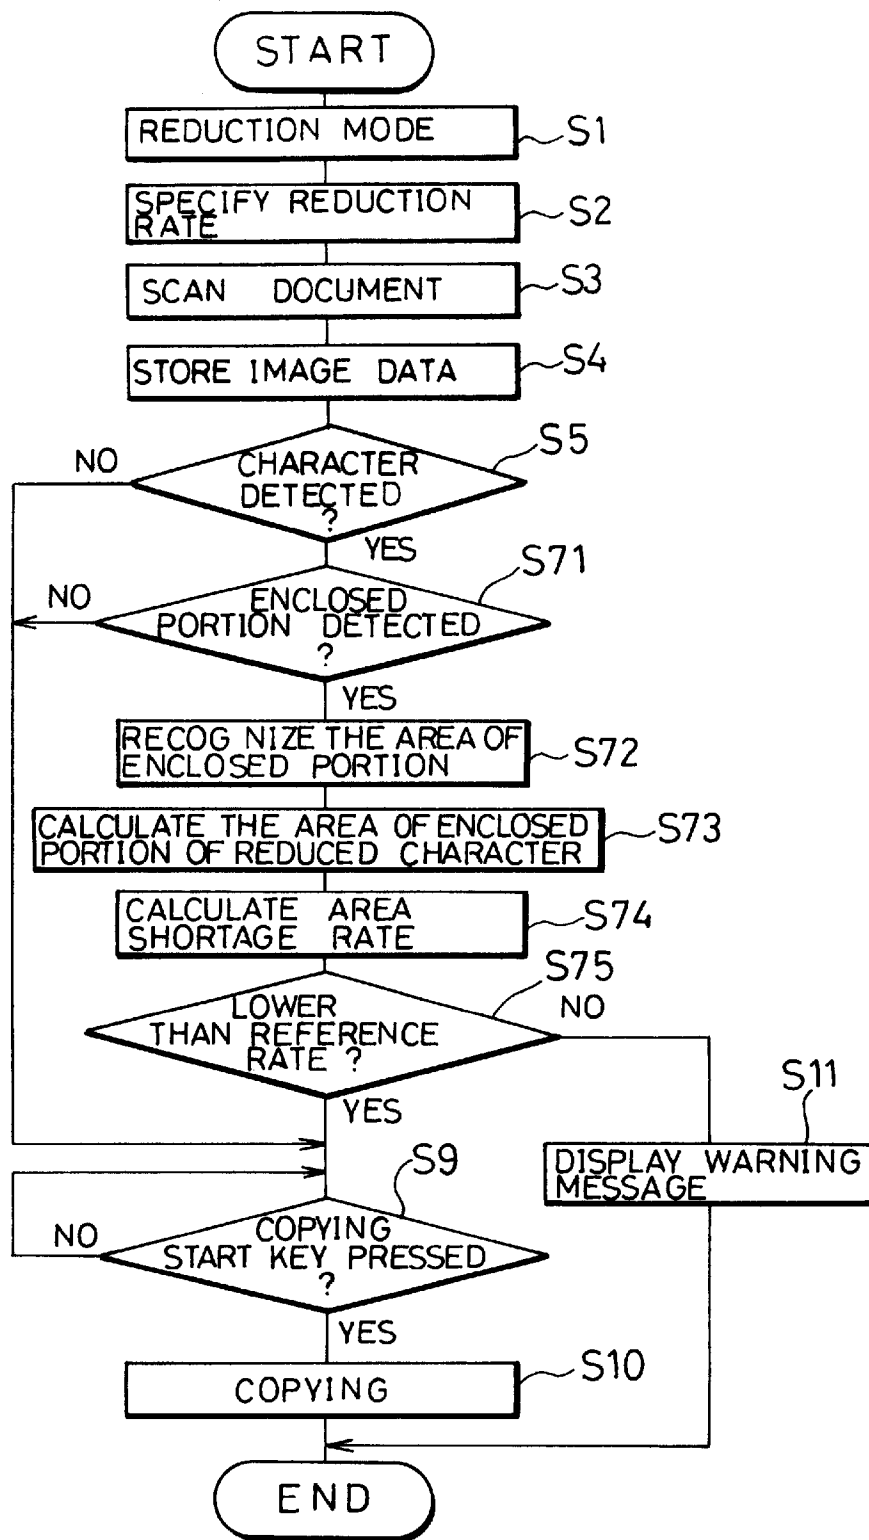 START
REDUCTION MODE
S1
SPECIFY REDUCTION
RATE
S2
SCAN DOCUMENT
S3
STORE IMAGE DATA
S4
CHARACTER
DETECTED
?
S5
NO
YES
ENCLOSED
PORTION DETECTED
?
S71
NO
YES
RECOG NIZE THE AREA OF
ENCLOSED PORTION
S72
CALCULATE THE AREA OF ENCLOSED
PORTION OF REDUCED CHARACTER
S73
CALCULATE AREA
SHORTAGE RATE
S74
LOWER
THAN REFERENCE
RATE ?
S75
NO
YES
S11
DISPLAY WARNING
MESSAGE
COPYING
START KEY PRESSED
?
S9
NO
YES
COPYING
S10
END